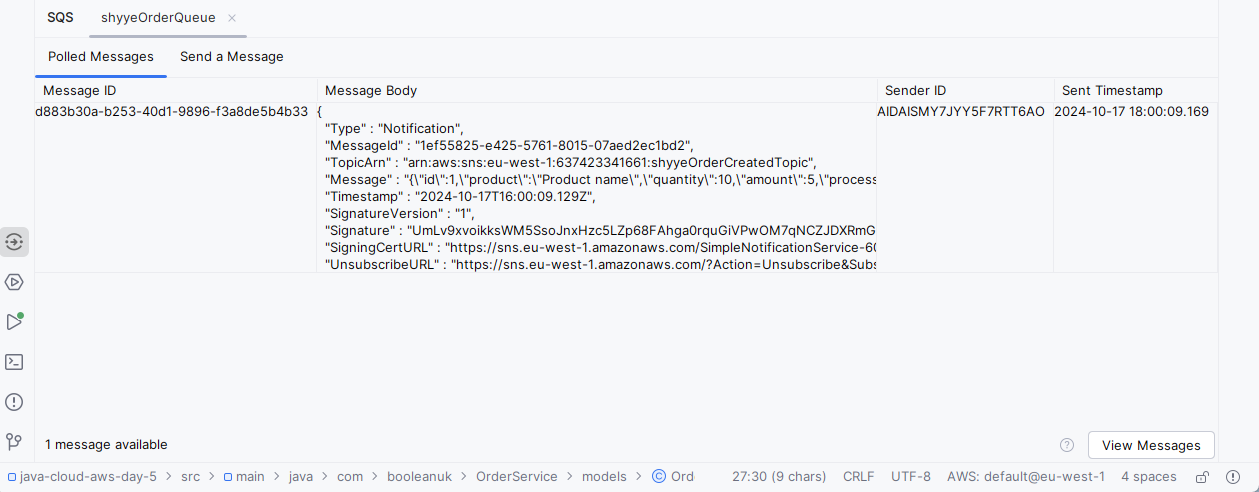 SQS shyyeOrderQueue
Polled Messages Send a Message
Message ID Message Body Sender ID Sent Timestamp
d883b30a-b253-40d1-9896-f3a8de5b4b33 { AIDAISMY7JYY5F7RTT6AO 2024-10-17 18:00:09.169
"Type" : "Notification",
"MessageId" : "1ef55825-e425-5761-8015-07aed2ec1bd2",
"TopicArn" : "arn:aws:sns:eu-west-1:637423341661:shyyeOrderCreatedTopic",
"Message" : "{\"id\":1,\"product\":\"Product name\",\"quantity\":10,\"amount\":5,\"process
"Timestamp" : "2024-10-17T16:00:09.129Z",
"SignatureVersion" : "1",
"Signature" : "UmLv9xvoikksWM5SsoJnxHzc5LZp68FAhga0rquGiVPwOM7qNCZJDXRmG
"SigningCertURL" : "https://sns.eu-west-1.amazonaws.com/SimpleNotificationService-60
"UnsubscribeURL" : "https://sns.eu-west-1.amazonaws.com/?Action=Unsubscribe&Subs
1 message available View Messages
java-cloud-aws-day-5 > src > main > java > com > booleanuk > OrderService > models > Ord 27:30 (9 chars) CRLF UTF-8 AWS: default@eu-west-1 4 spaces